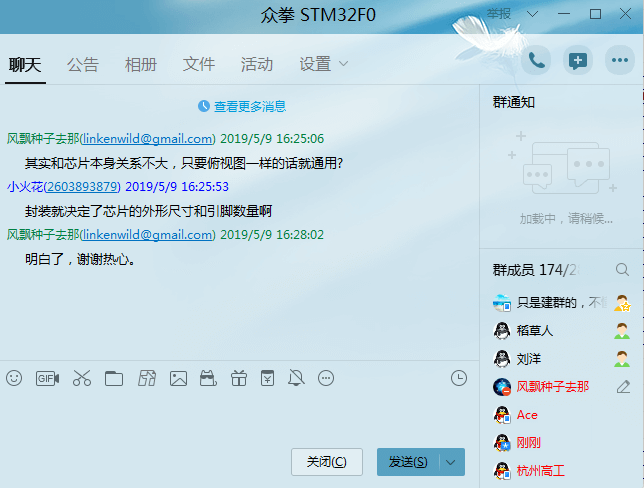 众拳 STM32F0
举报
聊天 公告 相册 文件 活动 设置
查看更多消息
风飘种子去那(linkenwild@gmail.com) 2019/5/9 16:25:06
其实和芯片本身关系不大，只要俯视图一样的话就通用?
小火花(2603893879) 2019/5/9 16:25:53
封装就决定了芯片的外形尺寸和引脚数量啊
风飘种子去那(linkenwild@gmail.com) 2019/5/9 16:28:02
明白了，谢谢热心。
GIF
关闭(C) 发送(S)
群通知
加载中，请稍候...
群成员 174/2
只是建群的，不
稻草人
刘洋
风飘种子去那
Ace
刚刚
杭州高工